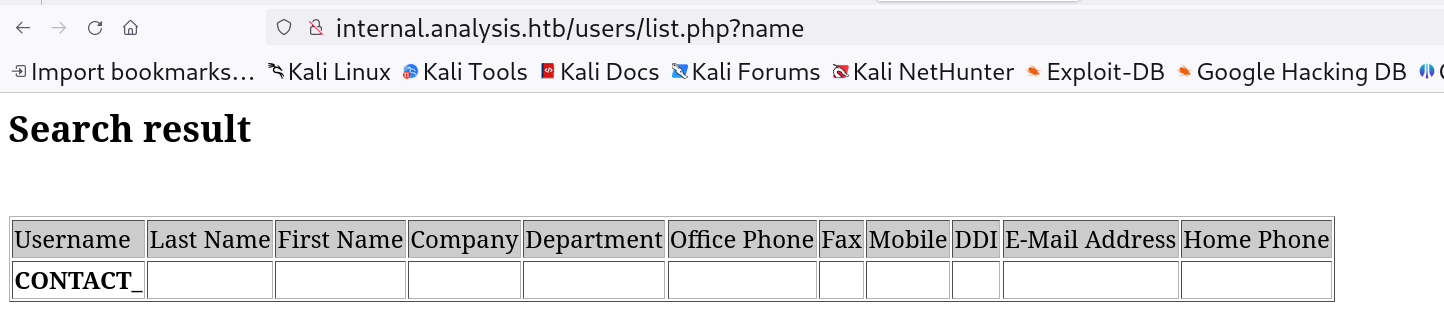 internal.analysis.htb/users/list.php?name
Import bookmarks... Kali Linux Kali Tools Kali Docs Kali Forums Kali NetHunter Exploit-DB Google Hacking DB
Search result
Username Last Name First Name Company Department Office Phone Fax Mobile DDI E-Mail Address Home Phone
CONTACT_